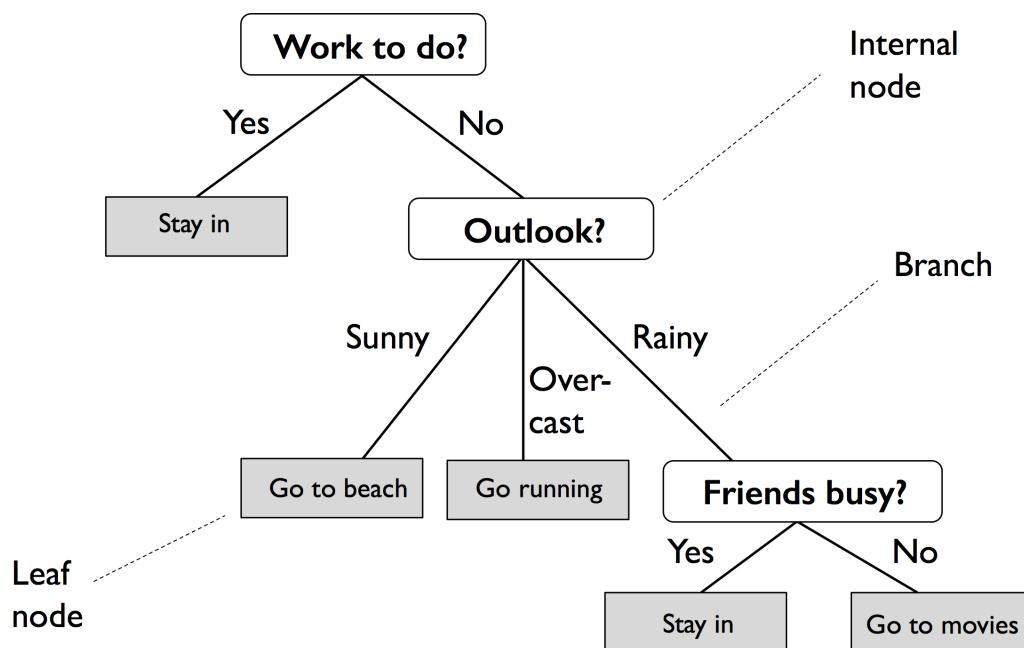 Work to do?
Internal
node
Yes
No
Stay in
Outlook?
Branch
Sunny
Rainy
Over-
cast
Go to beach
Go running
Friends busy?
Yes
No
Leaf
node
Stay in
Go to movies